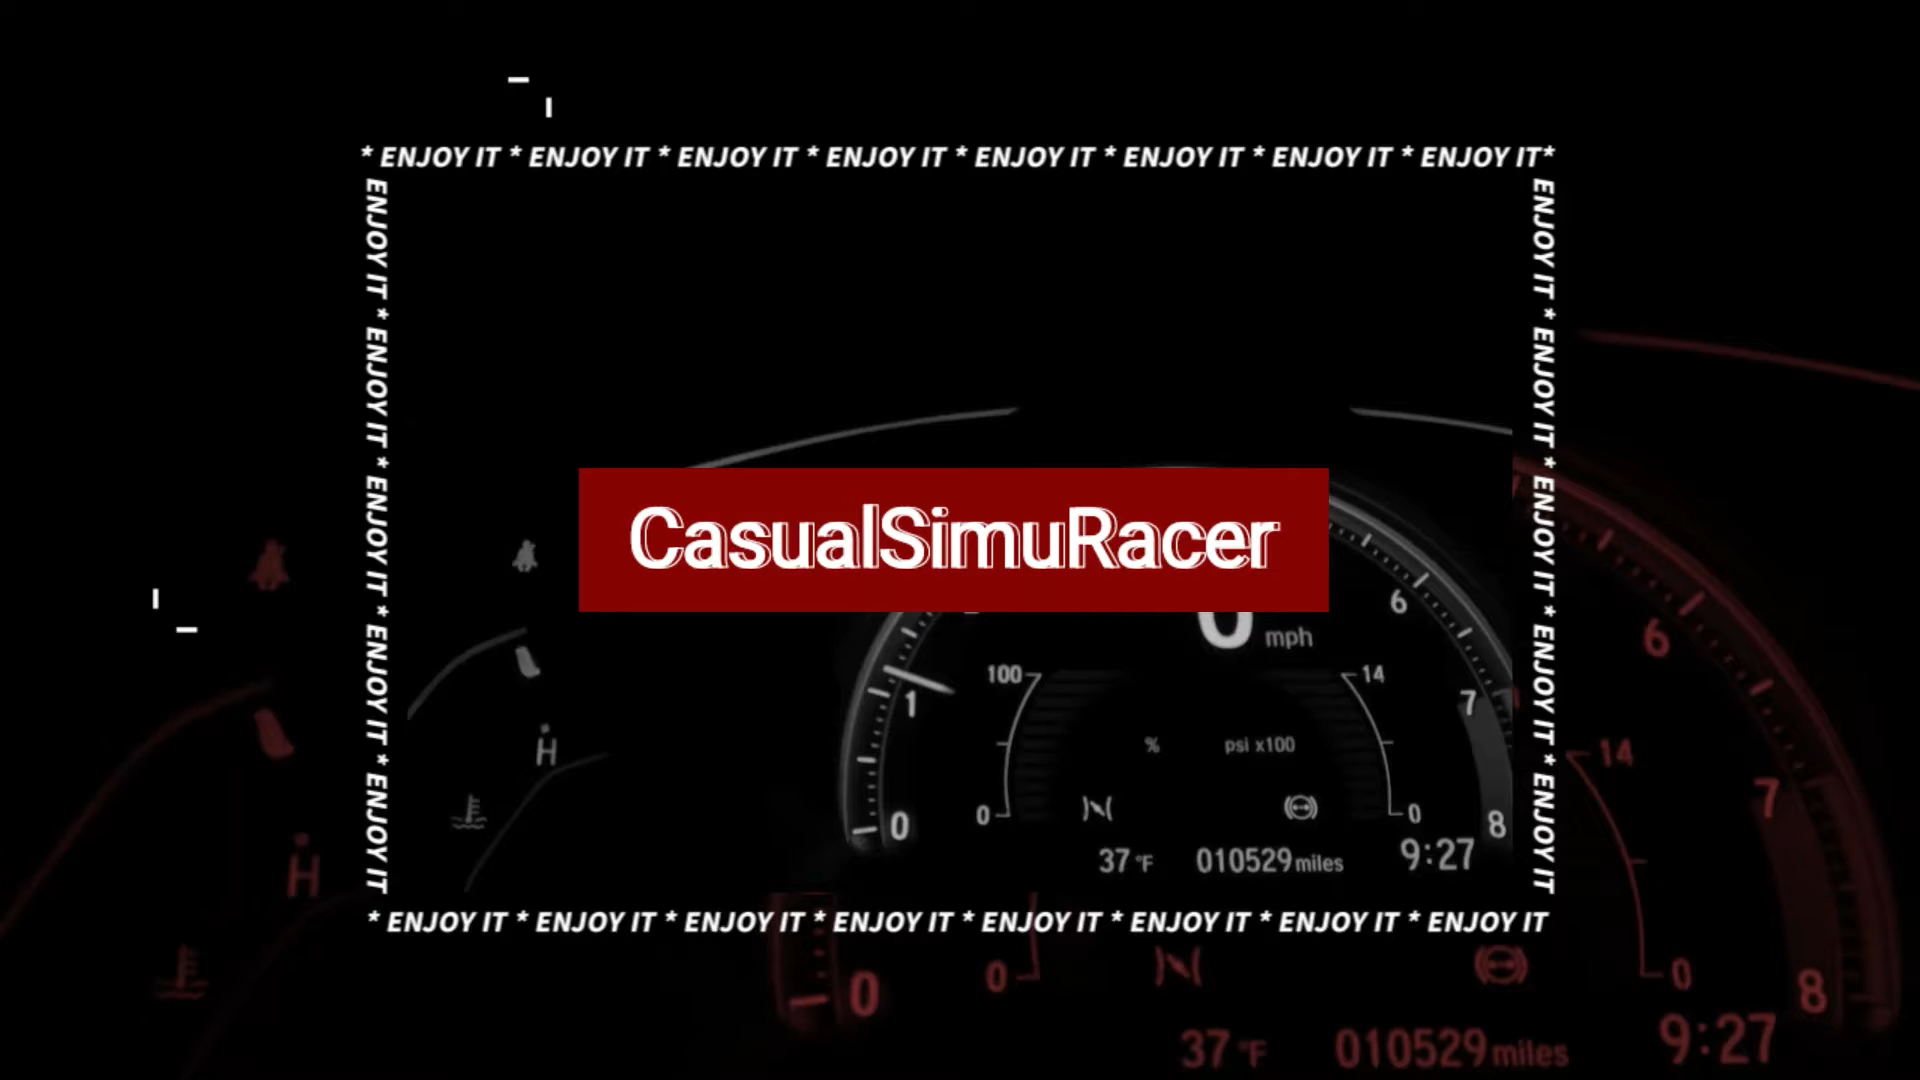 * ENJOY IT * ENJOY IT * ENJOY IT * ENJOY IT * ENJOY IT * ENJOY IT * ENJOY IT * ENJOY IT*
ENJOY IT * ENJOY IT * ENJOY IT * ENJOY IT * ENJOY IT
ENJOY IT * ENJOY IT * ENJOY IT * ENJOY IT * ENJOY IT
CasualSimuRacer
6
6
mph
100
14
1
7
H
% psi x100
14
7
0
0
0
8
37 °F 010529 miles 9:27
H
* ENJOY IT * ENJOY IT * ENJOY IT * ENJOY IT * ENJOY IT * ENJOY IT * ENJOY IT * ENJOY IT
0
0
0
8
37 °F 010529 miles 9:27